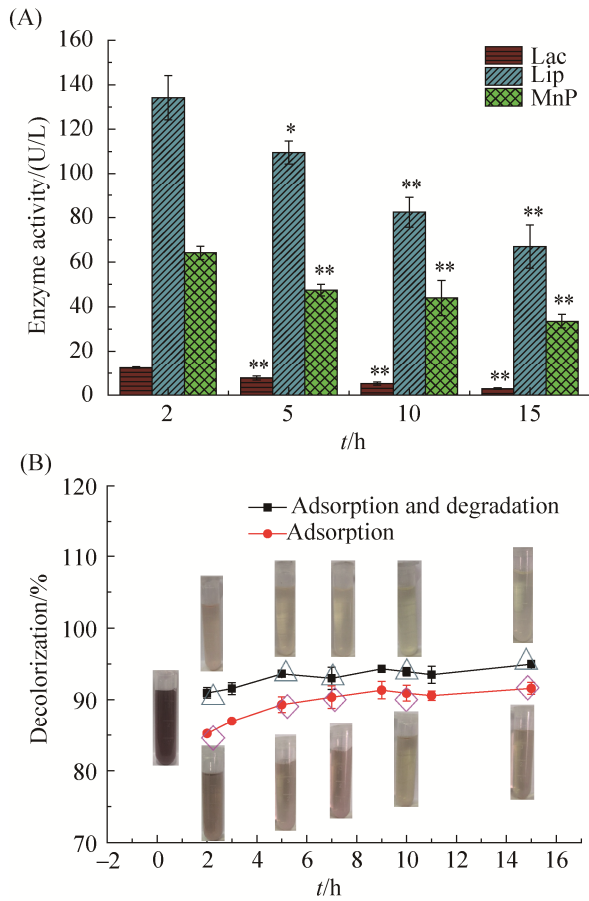 (A)
160
140
120
100
80
60
40
20
0
Enzyme activity/(U/L)
Lac
Lip
MnP
*
**
**
**
**
**
**
**
**
2 5 10 15
t/h
(B)
120
110
100
90
80
70
Decolorization/%
Adsorption and degradation
Adsorption
−2 0 2 4 6 8 10 12 14 16
t/h